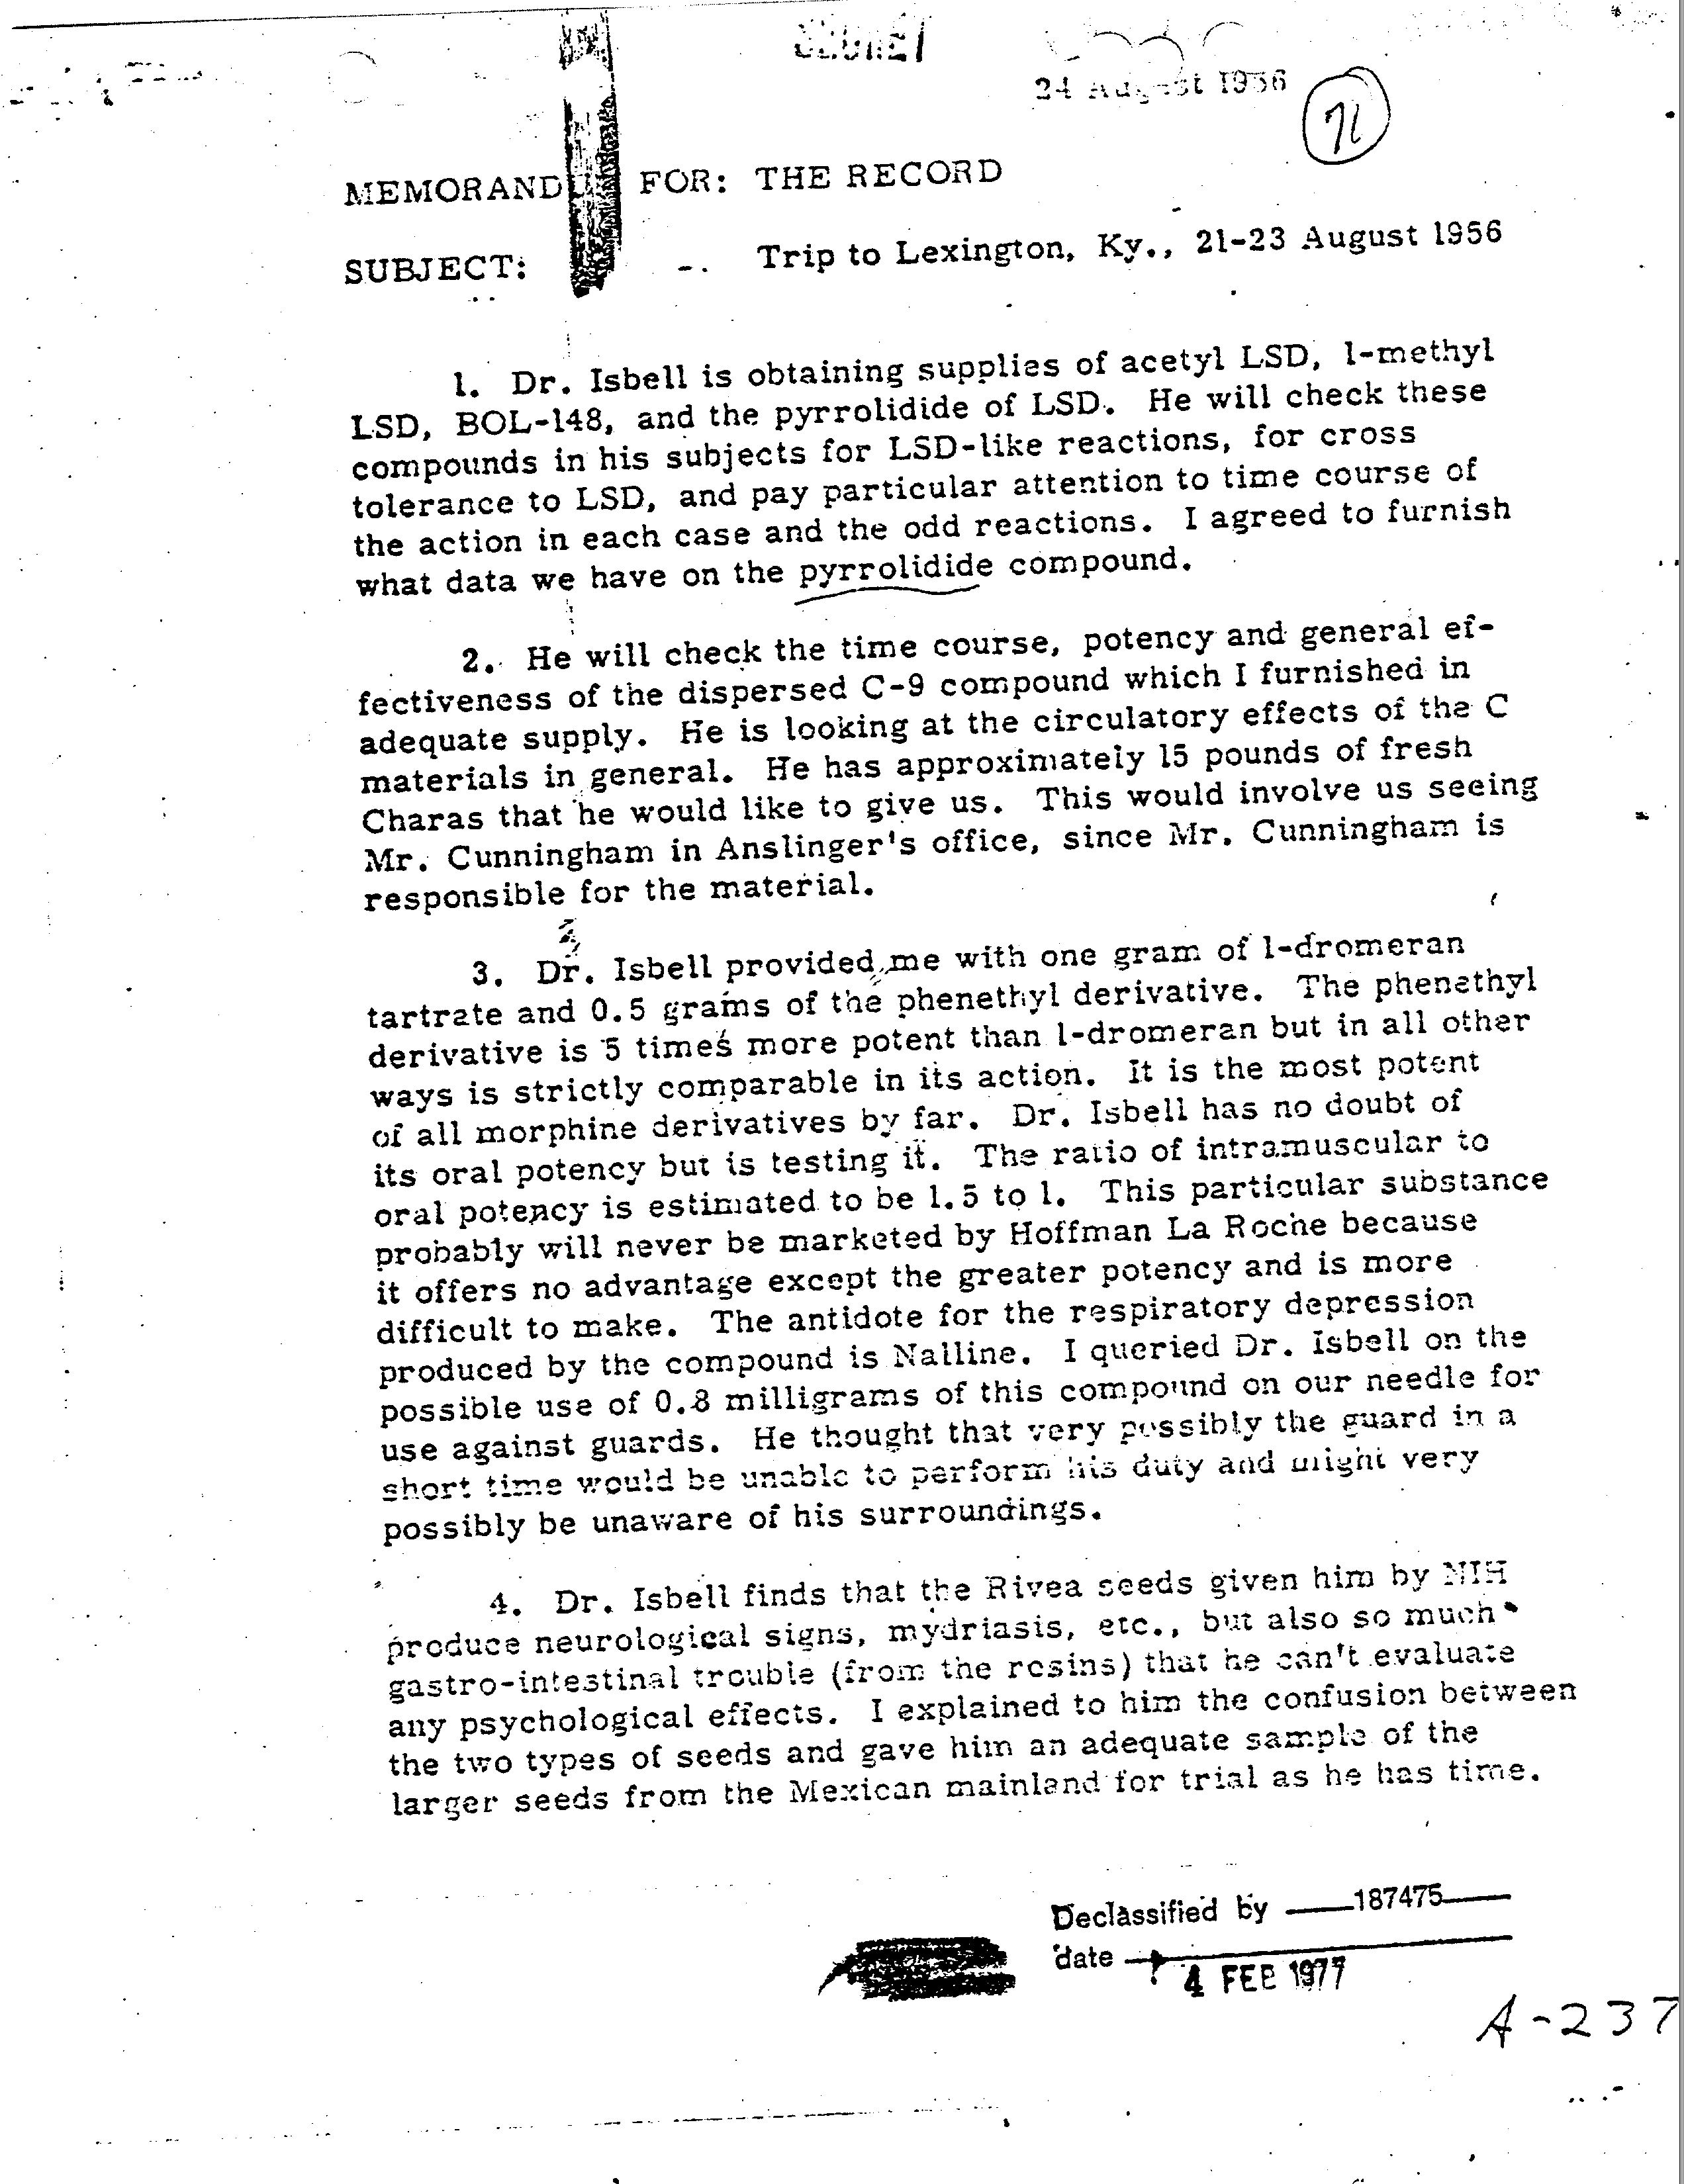 24 August 1956
71
MEMORAND FOR: THE RECORD
SUBJECT: Trip to Lexington, Ky., 21-23 August 1956
1. Dr. Isbell is obtaining supplies of acetyl LSD, 1-methyl
LSD, BOL-148, and the pyrrolidide of LSD. He will check these
compounds in his subjects for LSD-like reactions, for cross
tolerance to LSD, and pay particular attention to time course of
the action in each case and the odd reactions. I agreed to furnish
what data we have on the pyrrolidide compound.
2. He will check the time course, potency and general ef-
fectiveness of the dispersed C-9 compound which I furnished in
adequate supply. He is looking at the circulatory effects of the C
materials in general. He has approximately 15 pounds of fresh
Charas that he would like to give us. This would involve us seeing
Mr. Cunningham in Anslinger's office, since Mr. Cunningham is
responsible for the material.
3. Dr. Isbell provided me with one gram of l-dromeran
tartrate and 0.5 grams of the phenethyl derivative. The phenethyl
derivative is 5 times more potent than l-dromeran but in all other
ways is strictly comparable in its action. It is the most potent
of all morphine derivatives by far. Dr. Isbell has no doubt of
its oral potency but is testing it. The ratio of intramuscular to
oral potency is estimated to be 1.5 to 1. This particular substance
probably will never be marketed by Hoffman La Roche because
it offers no advantage except the greater potency and is more
difficult to make. The antidote for the respiratory depression
produced by the compound is Nalline. I queried Dr. Isbell on the
possible use of 0.8 milligrams of this compound on our needle for
use against guards. He thought that very possibly the guard in a
short time would be unable to perform his duty and might very
possibly be unaware of his surroundings.
4. Dr. Isbell finds that the Rivea seeds given him by NIH
produce neurological signs, mydriasis, etc., but also so much
gastro-intestinal trouble (from the resins) that he can't evaluate
any psychological effects. I explained to him the confusion between
the two types of seeds and gave him an adequate sample of the
larger seeds from the Mexican mainland for trial as he has time.
Declassified by 187475
date 4 FEB 1977
A-237